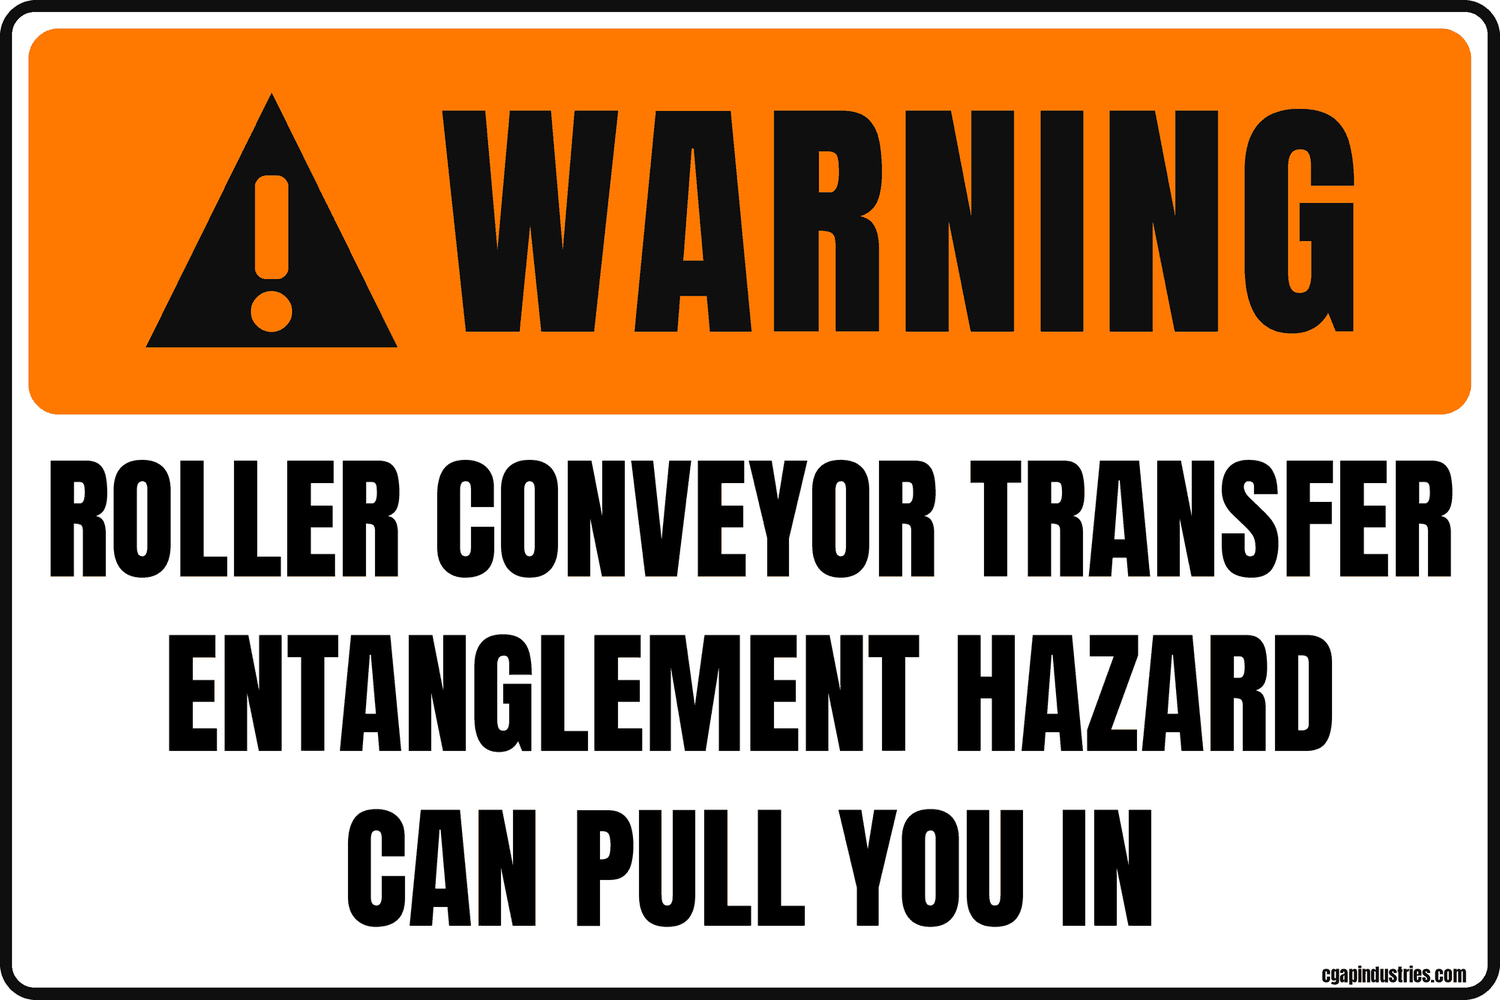 WARNING
ROLLER CONVEYOR TRANSFER
ENTANGLEMENT HAZARD
CAN PULL YOU IN
cgapindustries.com